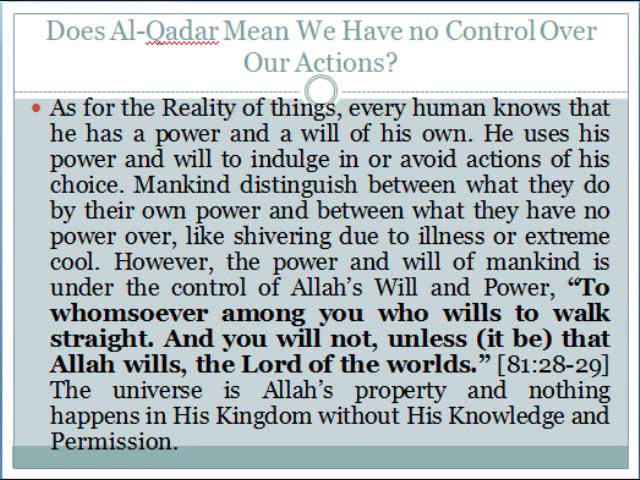 Does Al-Qadar Mean We Have no Control Over
Our Actions?
• As for the Reality of things, every human knows that
he has a power and a will of his own. He uses his
power and will to indulge in or avoid actions of his
choice. Mankind distinguish between what they do
by their own power and between what they have no
power over, like shivering due to illness or extreme
cool. However, the power and will of mankind is
under the control of Allah’s Will and Power, “To
whomsoever among you who wills to walk
straight. And you will not, unless (it be) that
Allah wills, the Lord of the worlds.” [81:28-29]
The universe is Allah’s property and nothing
happens in His Kingdom without His Knowledge and
Permission.